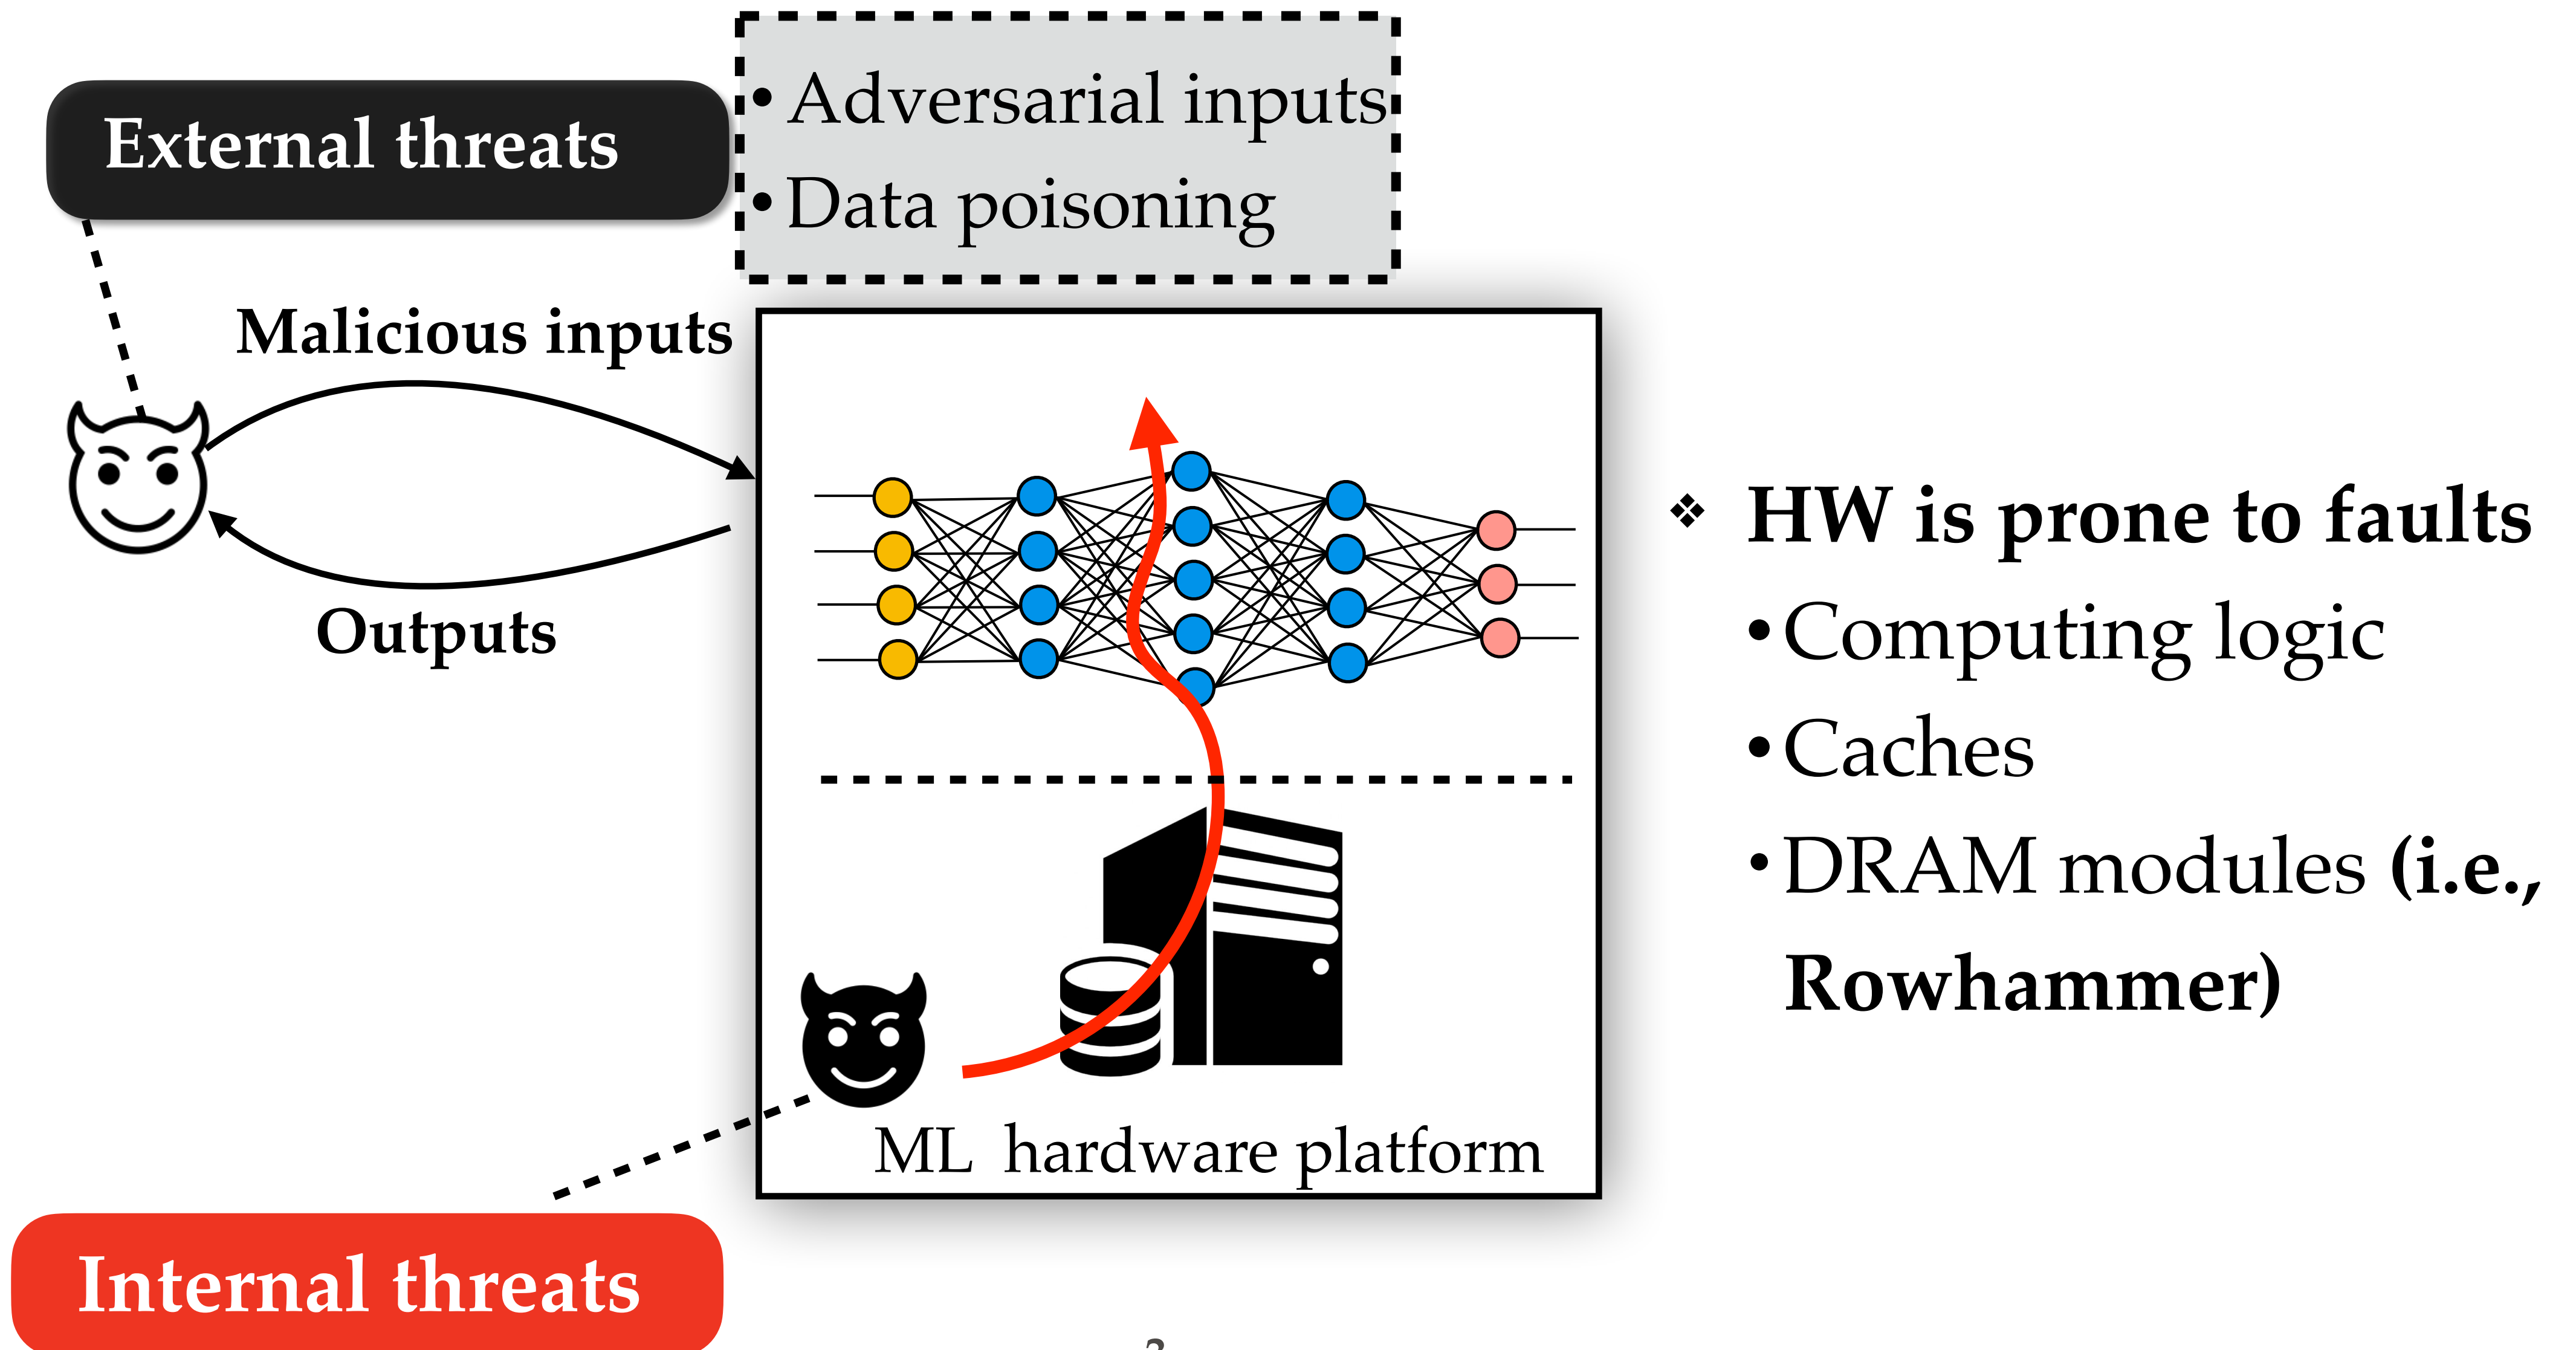 External threats
• Adversarial inputs
• Data poisoning
Malicious inputs
Outputs
ML hardware platform
Internal threats
❖ HW is prone to faults
• Computing logic
• Caches
• DRAM modules (i.e.,
Rowhammer)